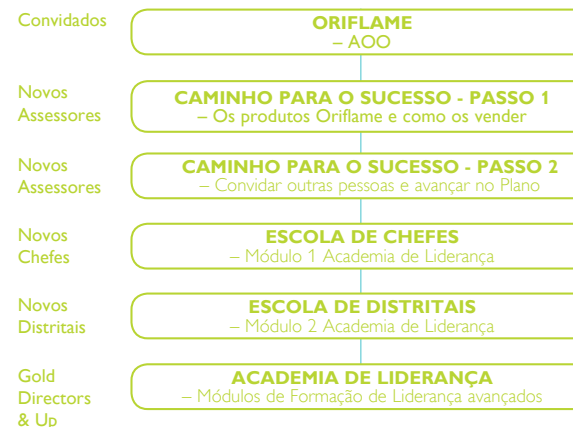 Convidados
ORIFLAME
– AOO
Novos
Assessores
CAMINHO PARA O SUCESSO - PASSO 1
– Os produtos Oriflame e como os vender
Novos
Assessores
CAMINHO PARA O SUCESSO - PASSO 2
– Convidar outras pessoas e avançar no Plano
Novos
Chefes
ESCOLA DE CHEFES
– Módulo 1 Academia de Liderança
Novos
Distritais
ESCOLA DE DISTRITAIS
– Módulo 2 Academia de Liderança
Gold
Directors
& Up
ACADEMIA DE LIDERANÇA
– Módulos de Formação de Liderança avançados